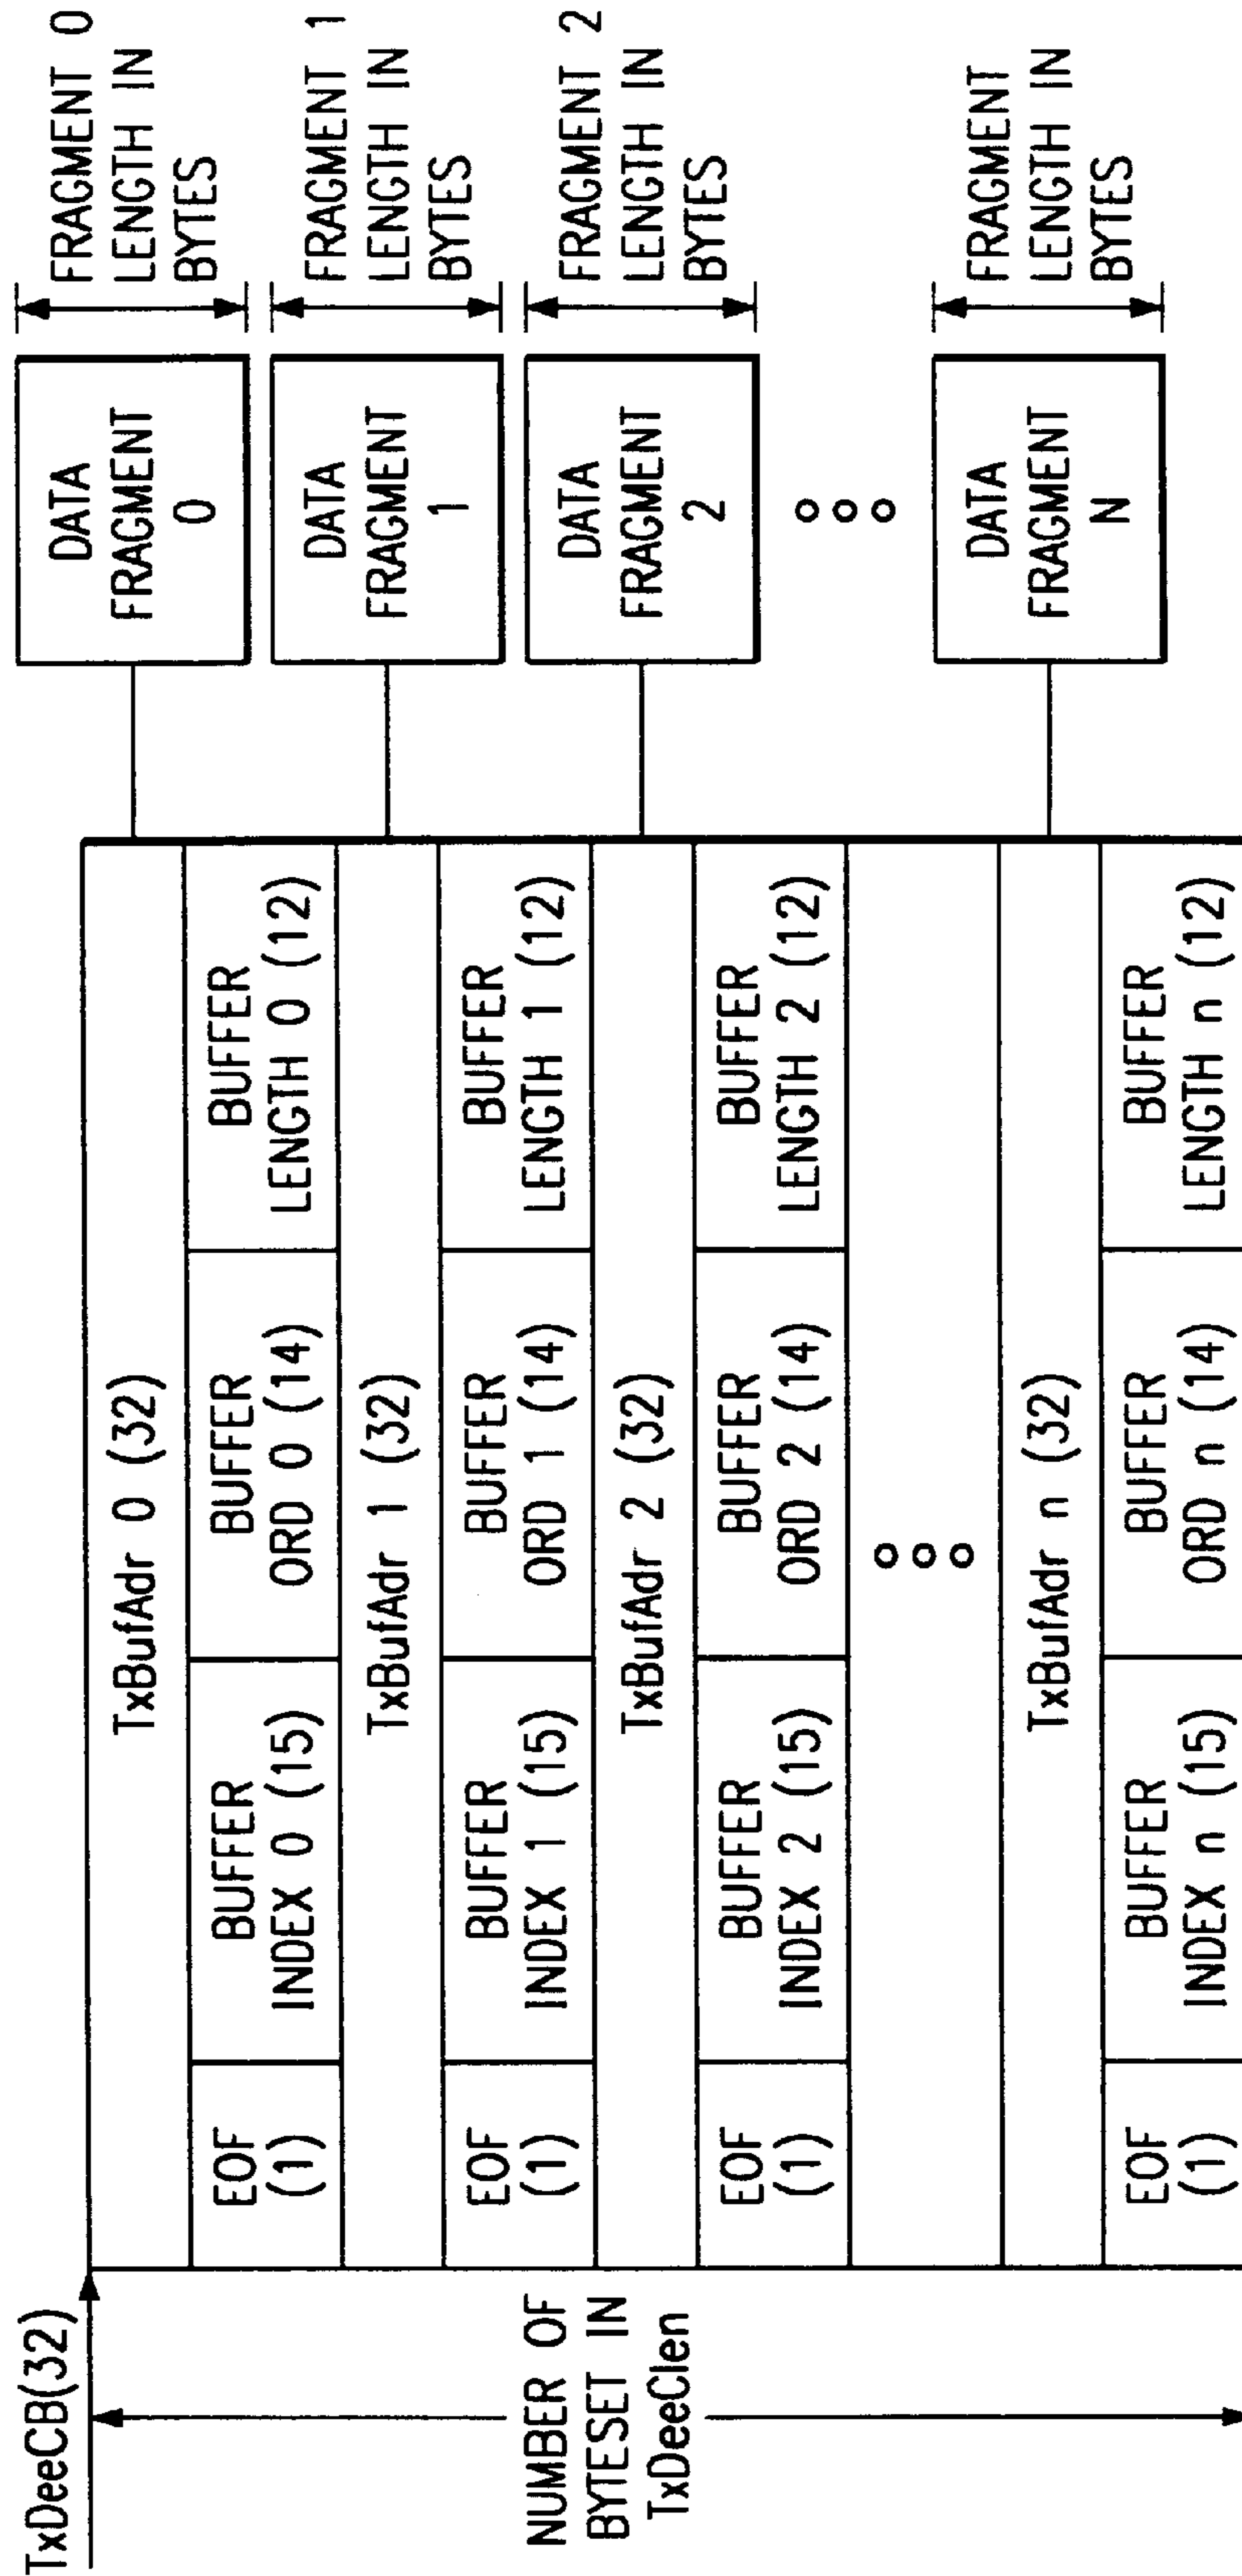 TxDeeCB(32)
NUMBER OF
BYTESET IN
TxDeeClen
TxBufAdr 0 (32)
EOF
(1)
BUFFER
INDEX 0 (15)
BUFFER
ORD 0 (14)
BUFFER
LENGTH 0 (12)
TxBufAdr 1 (32)
EOF
(1)
BUFFER
INDEX 1 (15)
BUFFER
ORD 1 (14)
BUFFER
LENGTH 1 (12)
TxBufAdr 2 (32)
EOF
(1)
BUFFER
INDEX 2 (15)
BUFFER
ORD 2 (14)
BUFFER
LENGTH 2 (12)
TxBufAdr n (32)
EOF
(1)
BUFFER
INDEX n (15)
BUFFER
ORD n (14)
BUFFER
LENGTH n (12)
DATA
FRAGMENT
0
FRAGMENT 0
LENGTH IN
BYTES
DATA
FRAGMENT
1
FRAGMENT 1
LENGTH IN
BYTES
DATA
FRAGMENT
2
FRAGMENT 2
LENGTH IN
BYTES
DATA
FRAGMENT
N
FRAGMENT
LENGTH IN
BYTES